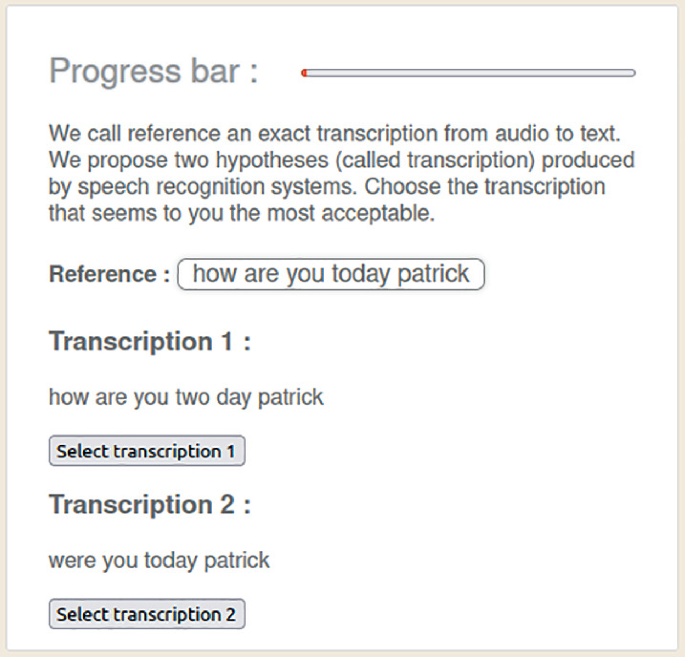 Progress bar :
We call reference an exact transcription from audio to text.
We propose two hypotheses (called transcription) produced
by speech recognition systems. Choose the transcription
that seems to you the most acceptable.
Reference : how are you today patrick
Transcription 1 :
how are you two day patrick
Select transcription 1
Transcription 2 :
were you today patrick
Select transcription 2